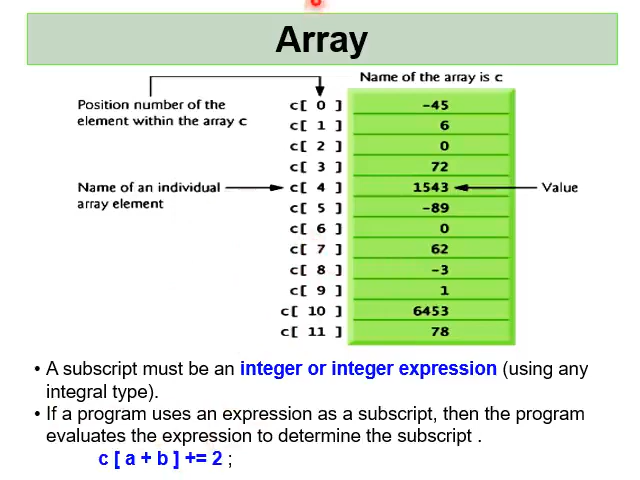 Array
Name of the array is c
Position number of the
element within the array c
c[ 0 ] -45
c[ 1 ] 6
c[ 2 ] 0
c[ 3 ] 72
Name of an individual
array element
c[ 4 ] 1543
Value
c[ 5 ] -89
c[ 6 ] 0
c[ 7 ] 62
c[ 8 ] -3
c[ 9 ] 1
c[ 10 ] 6453
c[ 11 ] 78
• A subscript must be an integer or integer expression (using any
integral type).
• If a program uses an expression as a subscript, then the program
evaluates the expression to determine the subscript .
c [ a + b ] += 2 ;